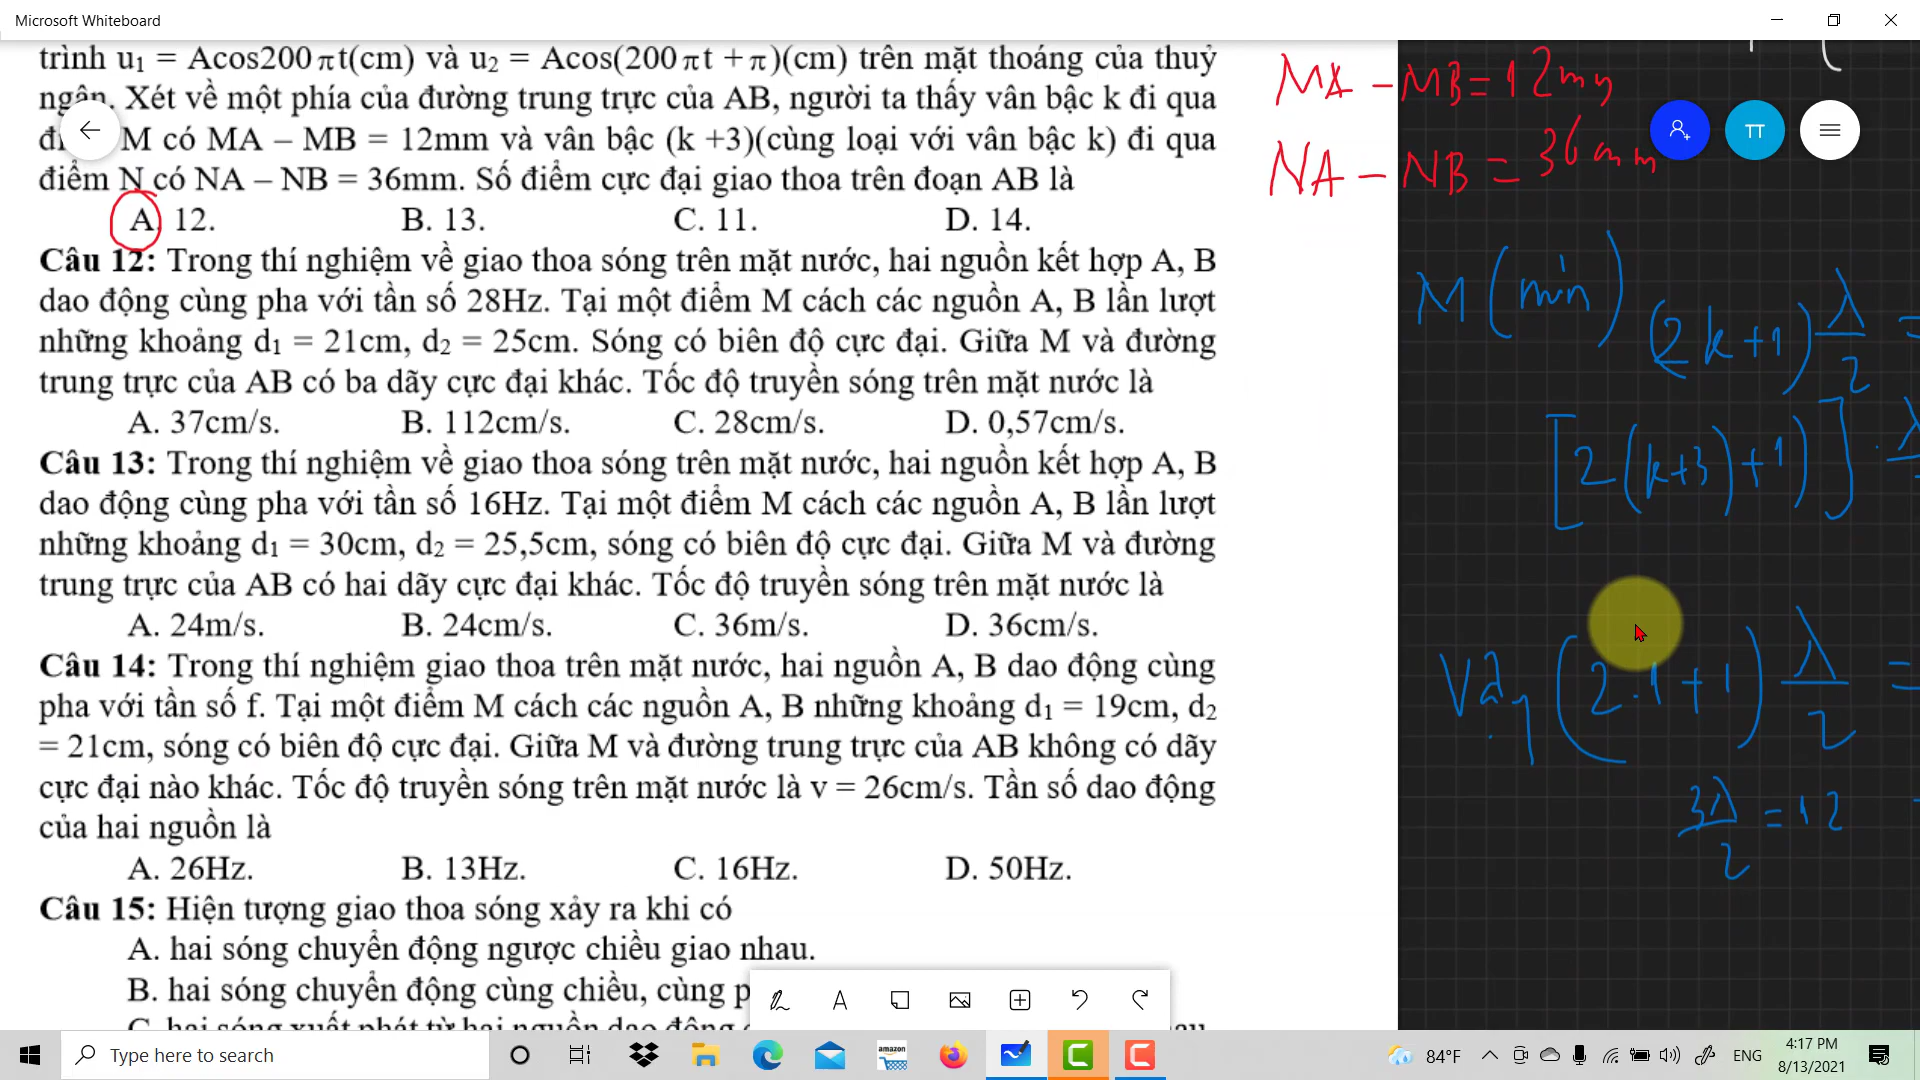 Microsoft Whiteboard
trình u₁ = Acos200πt(cm) và u₂ = Acos(200πt + π)(cm) trên mặt thoáng của thuỷ
ngân. Xét về một phía của đường trung trực của AB, người ta thấy vân bậc k đi qua
M có MA – MB = 12mm và vân bậc (k +3)(cùng loại với vân bậc k) đi qua
điểm N có NA – NB = 36mm. Số điểm cực đại giao thoa trên đoạn AB là
A. 12. B. 13. C. 11. D. 14.
Câu 12: Trong thí nghiệm về giao thoa sóng trên mặt nước, hai nguồn kết hợp A, B
dao động cùng pha với tần số 28Hz. Tại một điểm M cách các nguồn A, B lần lượt
những khoảng d₁ = 21cm, d₂ = 25cm. Sóng có biên độ cực đại. Giữa M và đường
trung trực của AB có ba dãy cực đại khác. Tốc độ truyền sóng trên mặt nước là
A. 37cm/s. B. 112cm/s. C. 28cm/s. D. 0,57cm/s.
Câu 13: Trong thí nghiệm về giao thoa sóng trên mặt nước, hai nguồn kết hợp A, B
dao động cùng pha với tần số 16Hz. Tại một điểm M cách các nguồn A, B lần lượt
những khoảng d₁ = 30cm, d₂ = 25,5cm, sóng có biên độ cực đại. Giữa M và đường
trung trực của AB có hai dãy cực đại khác. Tốc độ truyền sóng trên mặt nước là
A. 24m/s. B. 24cm/s. C. 36m/s. D. 36cm/s.
Câu 14: Trong thí nghiệm giao thoa trên mặt nước, hai nguồn A, B dao động cùng
pha với tần số f. Tại một điểm M cách các nguồn A, B những khoảng d₁ = 19cm, d₂
= 21cm, sóng có biên độ cực đại. Giữa M và đường trung trực của AB không có dãy
cực đại nào khác. Tốc độ truyền sóng trên mặt nước là v = 26cm/s. Tần số dao động
của hai nguồn là
A. 26Hz. B. 13Hz. C. 16Hz. D. 50Hz.
Câu 15: Hiện tượng giao thoa sóng xảy ra khi có
A. hai sóng chuyển động ngược chiều giao nhau.
B. hai sóng chuyển động cùng chiều, cùng
C. hai sóng xuất phát từ hai nguồn dao động
MA – MB = 12mm
NA – NB = 36mm
TT
M (min)
(2k+1) λ/2 =
[2(k+3)+1] . λ
Vậy (2.1+1) λ/2 =
3λ/2 = 12
Type here to search
amazon
84°F
ENG
4:17 PM
8/13/2021